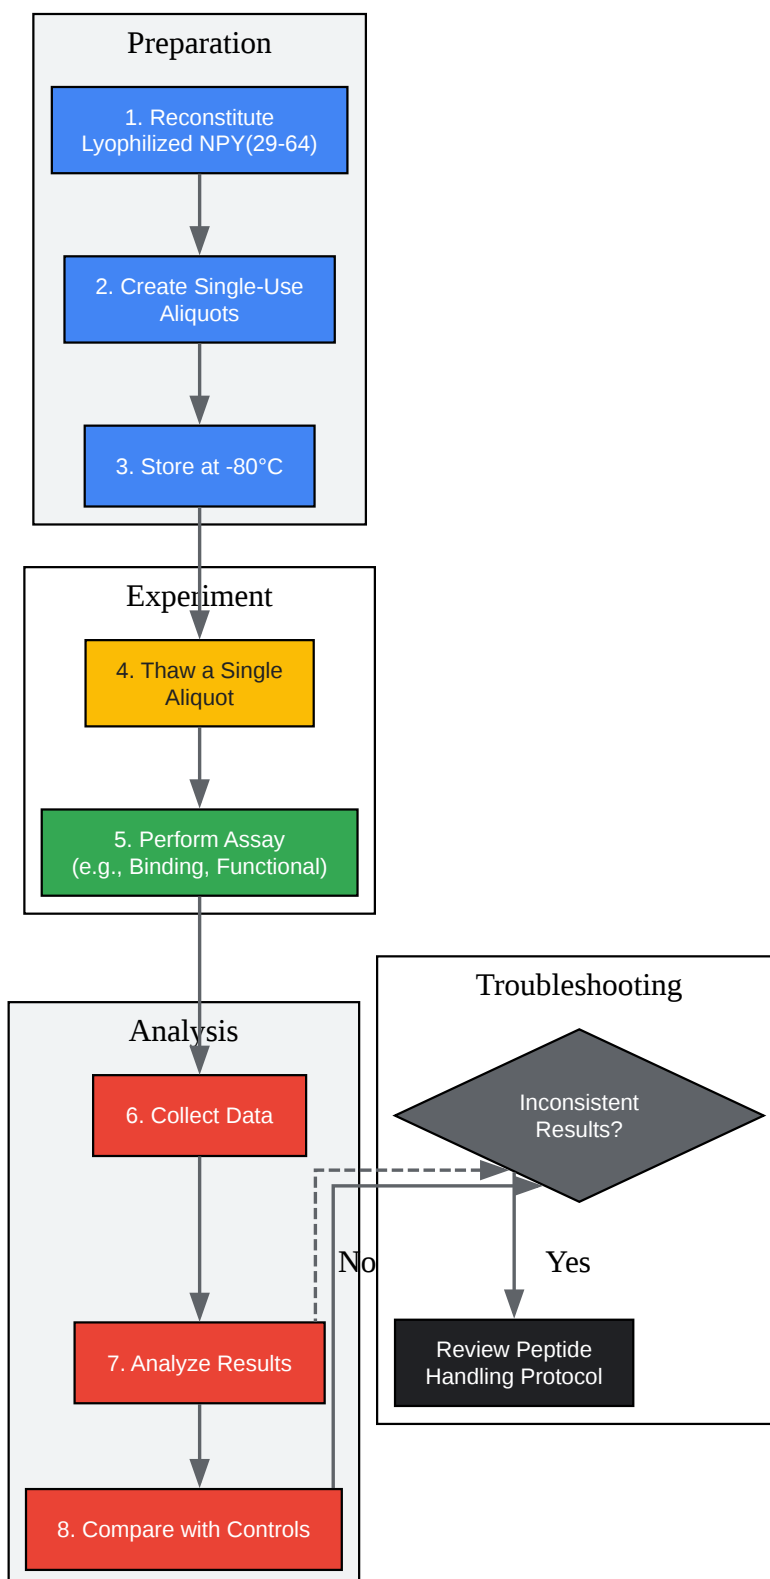 Preparation
1. Reconstitute
Lyophilized NPY(29-64)
2. Create Single-Use
Aliquots
3. Store at -80°C
Experiment
4. Thaw a Single
Aliquot
5. Perform Assay
(e.g., Binding, Functional)
Troubleshooting
Inconsistent
Results?
Analysis
6. Collect Data
No
Yes
7. Analyze Results
Review Peptide
Handling Protocol
8. Compare with Controls